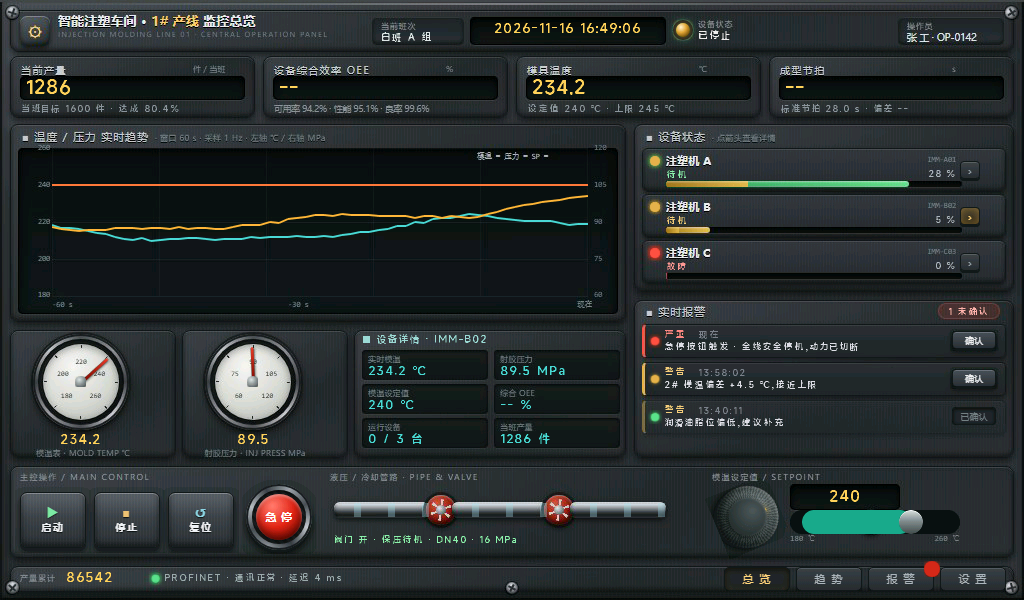 智能注塑车间 • 1# 产线 监控总览
INJECTION MOLDING LINE 01 · CENTRAL OPERATION PANEL
当前班次
白班 A 组
2026-11-16 16:49:06
设备状态
已停止
操作员
张工·OP-0142
当前产量
件 / 当班
1286
当班目标 1600 件 · 达成 80.4%
设备综合效率 OEE
%
--
可用率 94.2% · 性能 95.1% · 良率 99.6%
模具温度
℃
234.2
设定值 240 ℃ · 上限 245 ℃
成型节拍
s
--
标准节拍 28.0 s · 偏差 --
■ 温度 / 压力 实时趋势 · 窗口 60 s · 采样 1 Hz · 左轴 ℃ / 右轴 MPa
模温 = 压力 = SP =
260
240
220
200
180
120
105
90
75
60
-60 s
-30 s
现在
■ 设备状态 · 点箭头查看详情
注塑机 A
IMM-A01
待机
28 %
›
注塑机 B
IMM-B02
待机
5 %
›
注塑机 C
IMM-C03
故障
0 %
›
■ 实时报警
1 未确认
严重 现在
急停按钮触发 · 全线安全停机,动力已切断
确认
警告 13:58:02
2# 模温偏差 +4.5 ℃,接近上限
确认
警告 13:40:11
润滑油脂位偏低,建议补充
已确认
180
200
220
240
260
234.2
模温表 · MOLD TEMP ℃
60
75
90
105
120
89.5
射胶压力 · INJ PRESS MPa
■ 设备详情 · IMM-B02
实时模温
234.2 ℃
射胶压力
89.5 MPa
模温设定值
240 ℃
综合 OEE
-- %
运行设备
0 / 3 台
当班产量
1286 件
主控操作 / MAIN CONTROL
▶
启动
■
停止
↺
复位
急停
液压 / 冷却管路 · PIPE & VALVE
阀门 开 · 保压待机 · DN40 · 16 MPa
模温设定值 / SETPOINT
240
180 ℃
260 ℃
产量累计 86542
PROFINET · 通讯正常 · 延迟 4 ms
总览
趋势
报警
设置